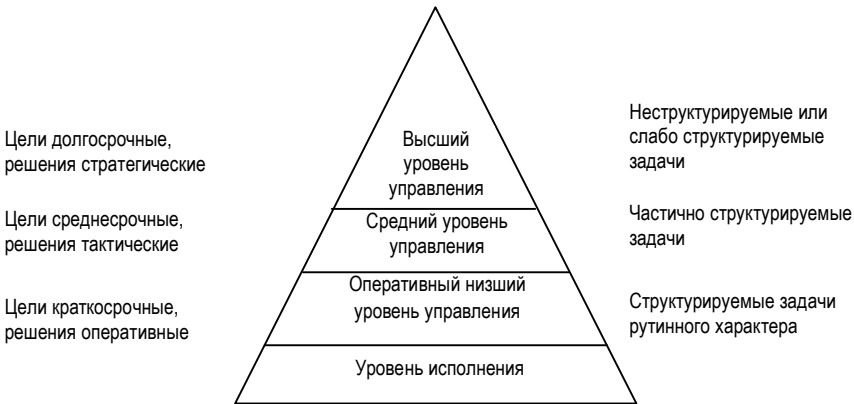 Цели долгосрочные,
решения стратегические
Высший
уровень
управления
Неструктурируемые или
слабо структурируемые
задачи
Цели среднесрочные,
решения тактические
Средний уровень
управления
Частично структурируемые
задачи
Цели краткосрочные,
решения оперативные
Оперативный низший
уровень управления
Структурируемые задачи
рутинного характера
Уровень исполнения